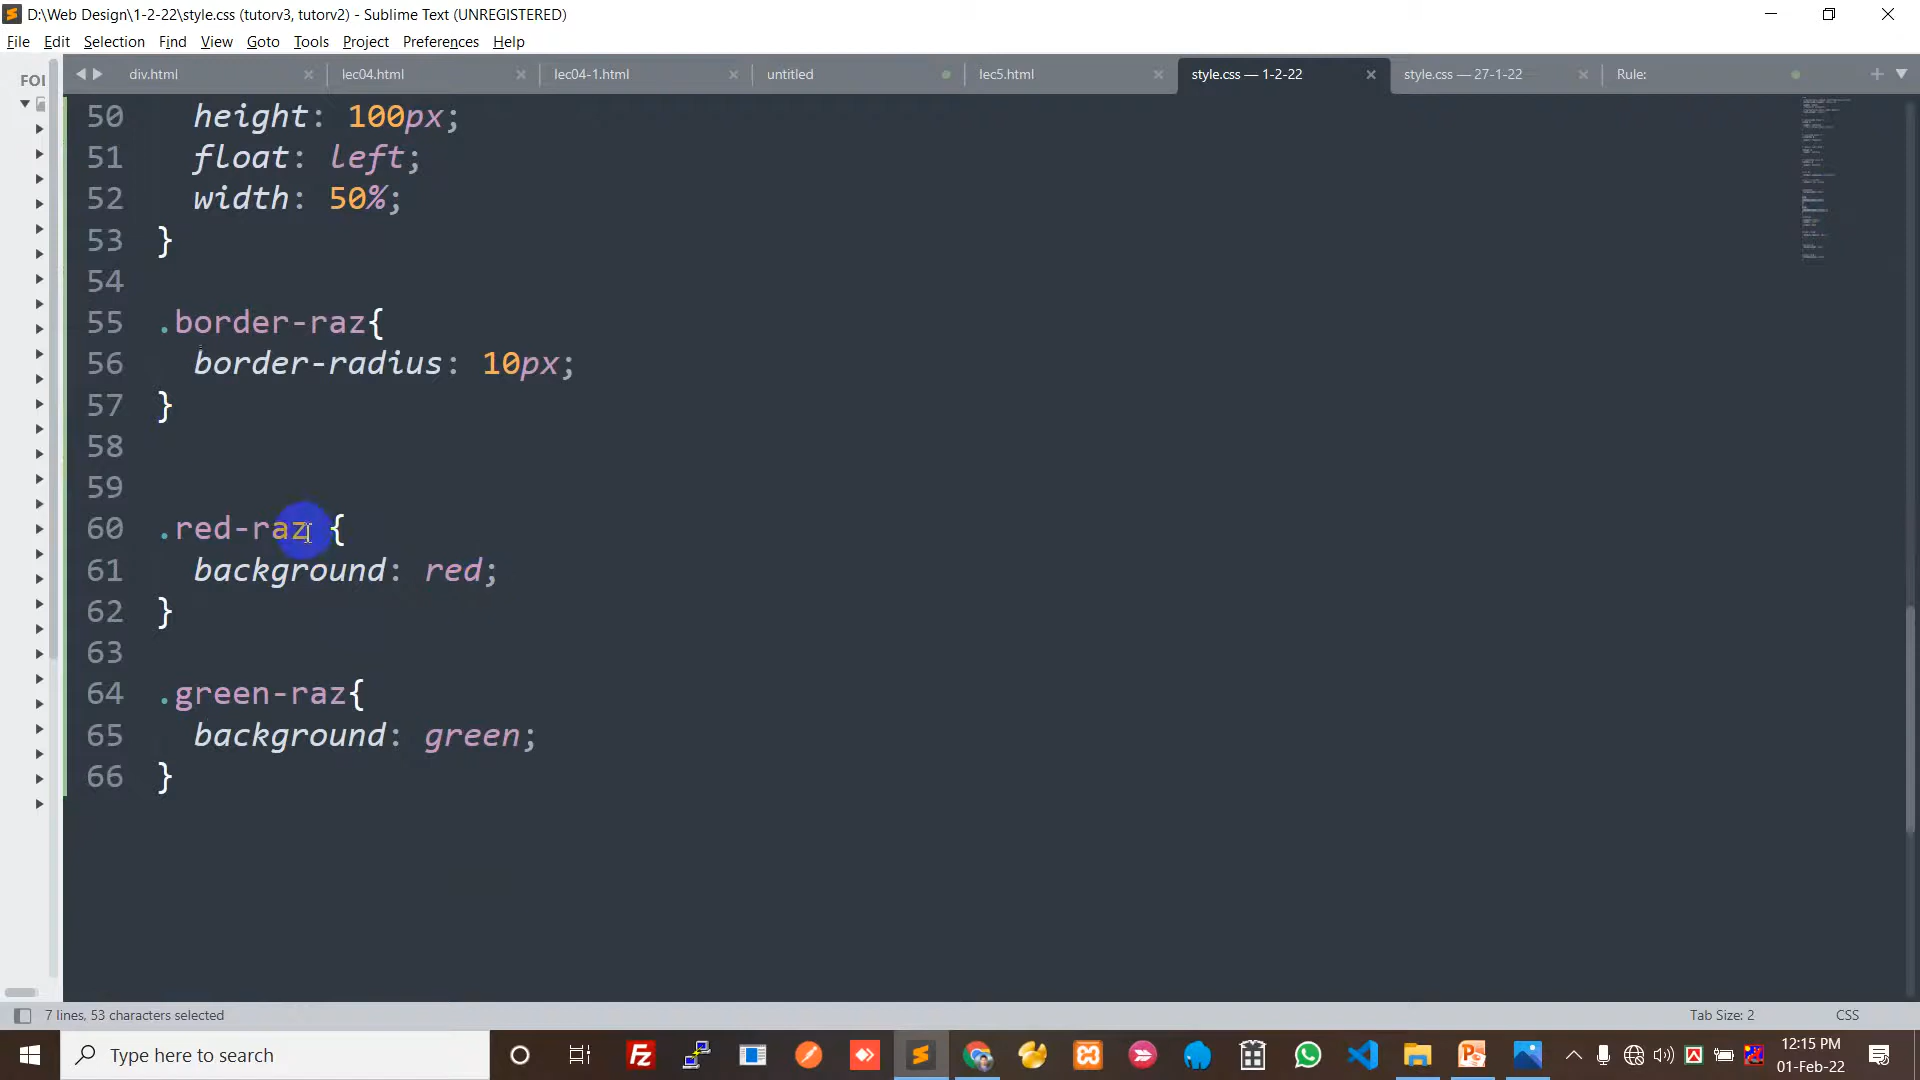 D:\Web Design\1-2-22\style.css (tutorv3, tutorv2) - Sublime Text (UNREGISTERED)
File Edit Selection Find View Goto Tools Project Preferences Help
FOI
div.html lec04.html lec04-1.html untitled lec5.html style.css — 1-2-22 style.css — 27-1-22 Rule:
50 height: 100px;
51 float: left;
52 width: 50%;
53 }
54
55 .border-raz{
56 border-radius: 10px;
57 }
58
59
60 .red-raz {
61 background: red;
62 }
63
64 .green-raz{
65 background: green;
66 }
7 lines, 53 characters selected Tab Size: 2 CSS
Type here to search
12:15 PM
01-Feb-22